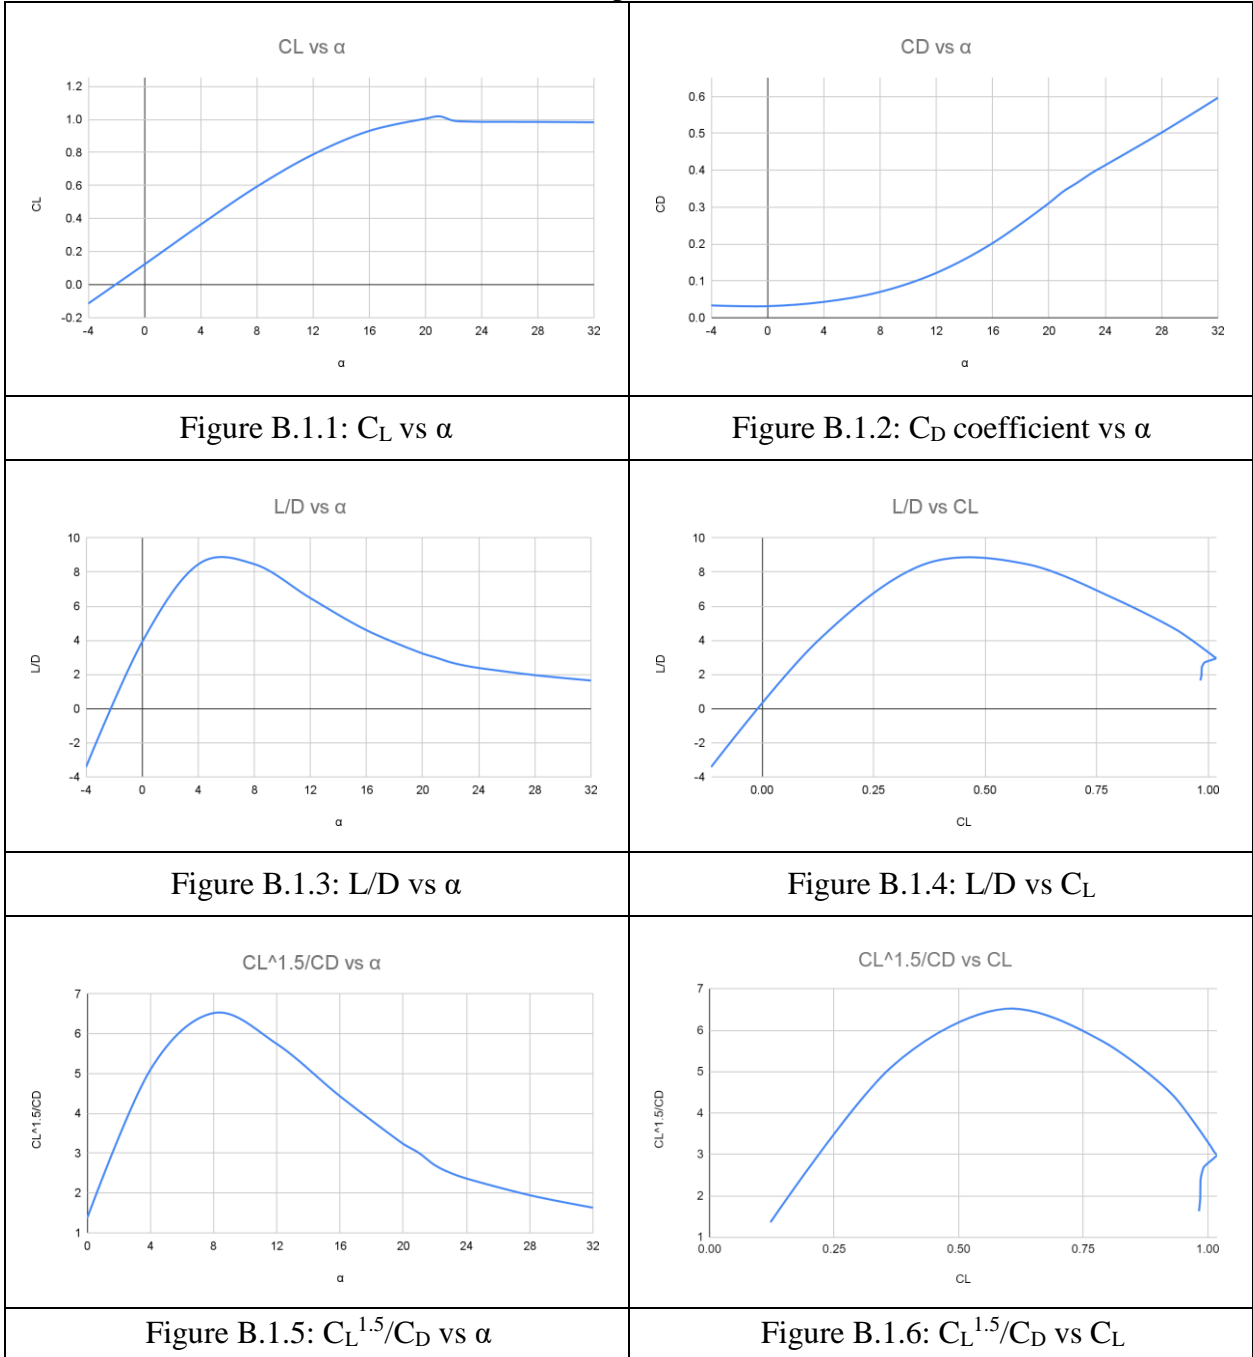 CL vs α
CL
1.2
1.0
0.8
0.6
0.4
0.2
0.0
-0.2
-4 0 4 8 12 16 20 24 28 32
α
Figure B.1.1: CL vs α
CD vs α
CD
0.6
0.5
0.4
0.3
0.2
0.1
0.0
-4 0 4 8 12 16 20 24 28 32
α
Figure B.1.2: CD coefficient vs α
L/D vs α
L/D
10
8
6
4
2
0
-2
-4
-4 0 4 8 12 16 20 24 28 32
α
Figure B.1.3: L/D vs α
L/D vs CL
L/D
10
8
6
4
2
0
-2
-4
0.00 0.25 0.50 0.75 1.00
CL
Figure B.1.4: L/D vs CL
CL^1.5/CD vs α
CL^1.5/CD
7
6
5
4
3
2
1
0 4 8 12 16 20 24 28 32
α
Figure B.1.5: CL1.5/CD vs α
CL^1.5/CD vs CL
CL^1.5/CD
7
6
5
4
3
2
1
0.00 0.25 0.50 0.75 1.00
CL
Figure B.1.6: CL1.5/CD vs CL